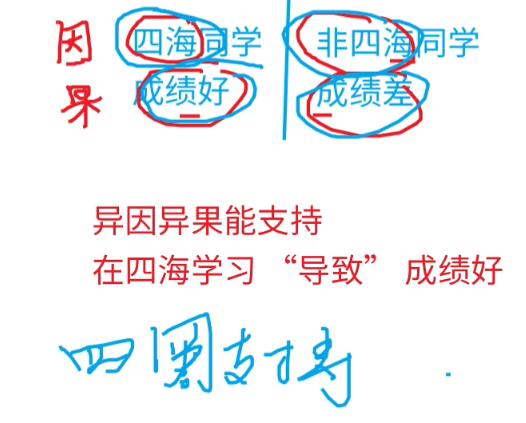 因 四海同学 非四海同学
果 成绩好 成绩差
异因异果能支持
在四海学习 “导致” 成绩好
四圈支持